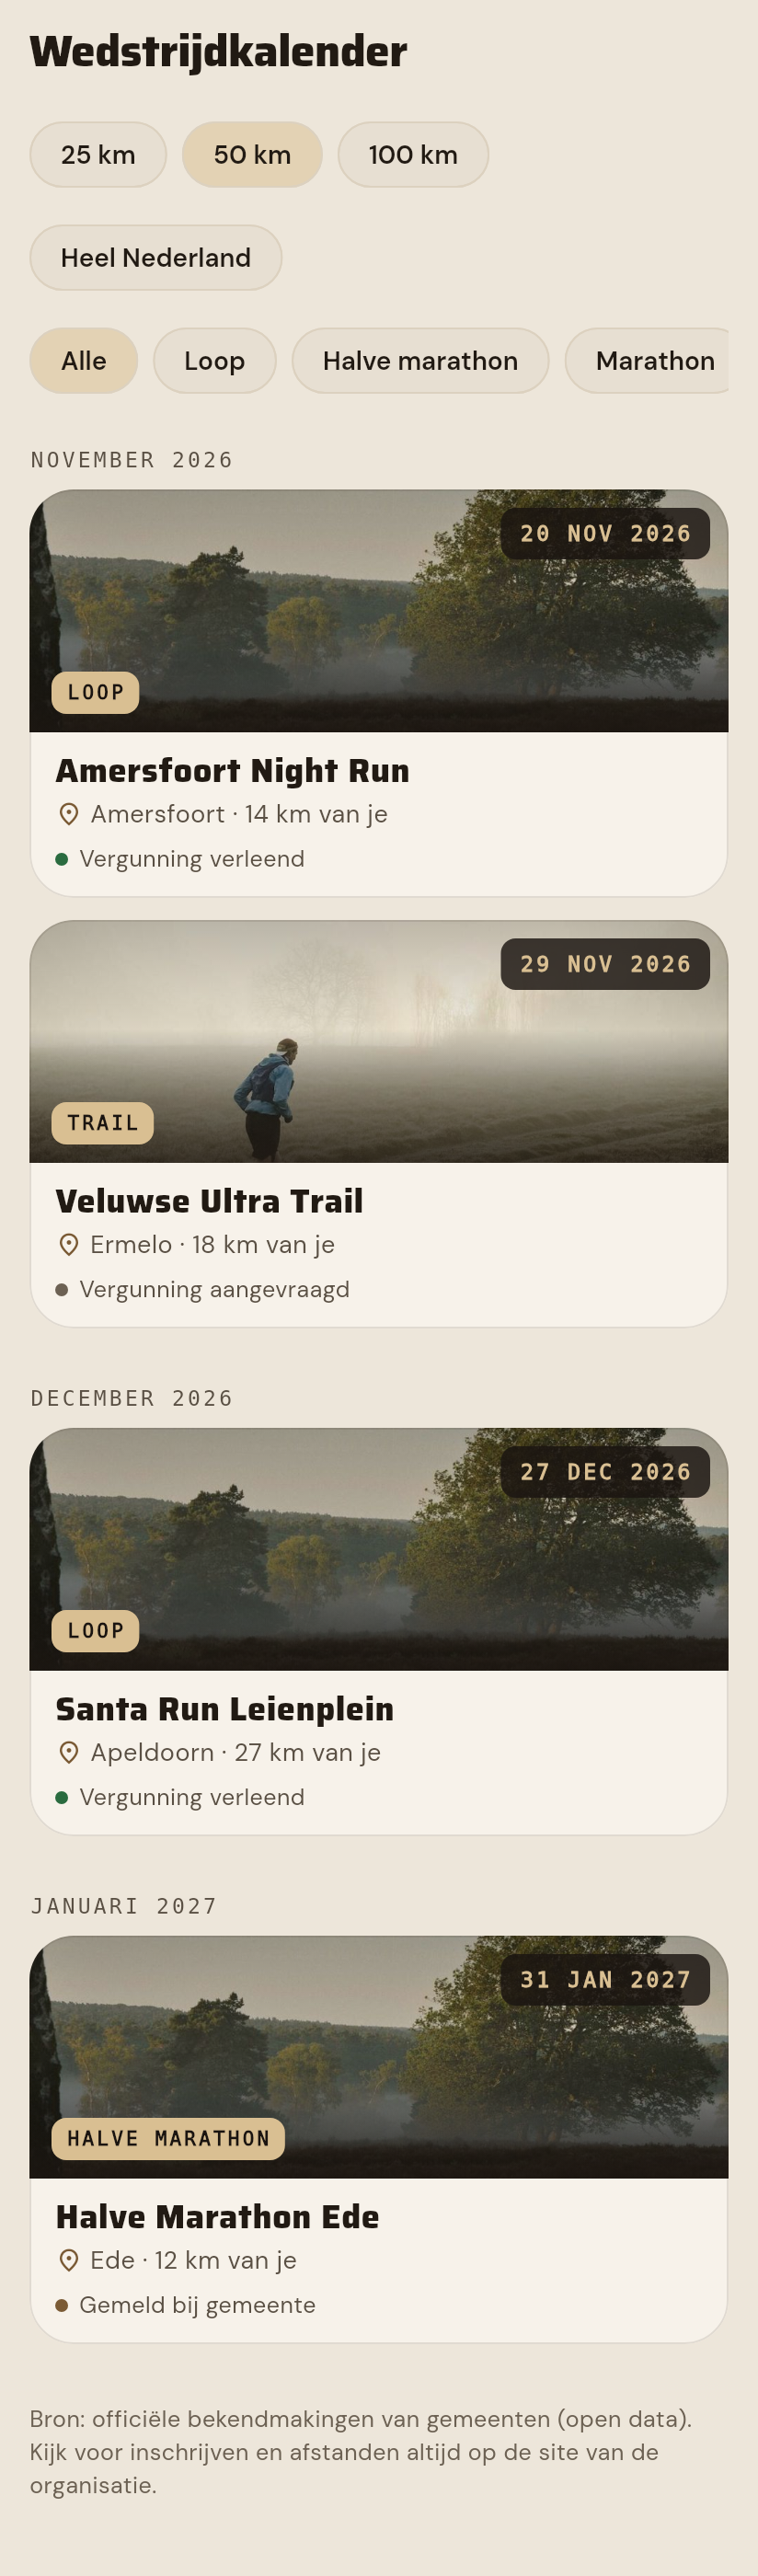 Wedstrijdkalender
25 km
50 km
100 km
Heel Nederland
Alle
Loop
Halve marathon
Marathon
NOVEMBER 2026
20 NOV 2026
LOOP
Amersfoort Night Run
Amersfoort · 14 km van je
Vergunning verleend
29 NOV 2026
TRAIL
Veluwse Ultra Trail
Ermelo · 18 km van je
Vergunning aangevraagd
DECEMBER 2026
27 DEC 2026
LOOP
Santa Run Leienplein
Apeldoorn · 27 km van je
Vergunning verleend
JANUARI 2027
31 JAN 2027
HALVE MARATHON
Halve Marathon Ede
Ede · 12 km van je
Gemeld bij gemeente
Bron: officiële bekendmakingen van gemeenten (open data).
Kijk voor inschrijven en afstanden altijd op de site van de
organisatie.